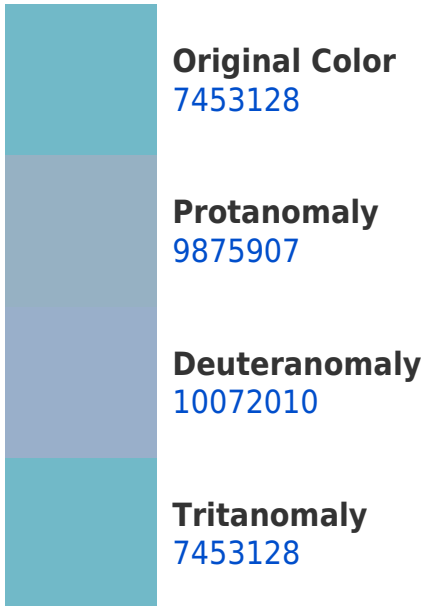 Original Color
7453128
Protanomaly
9875907
Deuteranomaly
10072010
Tritanomaly
7453128